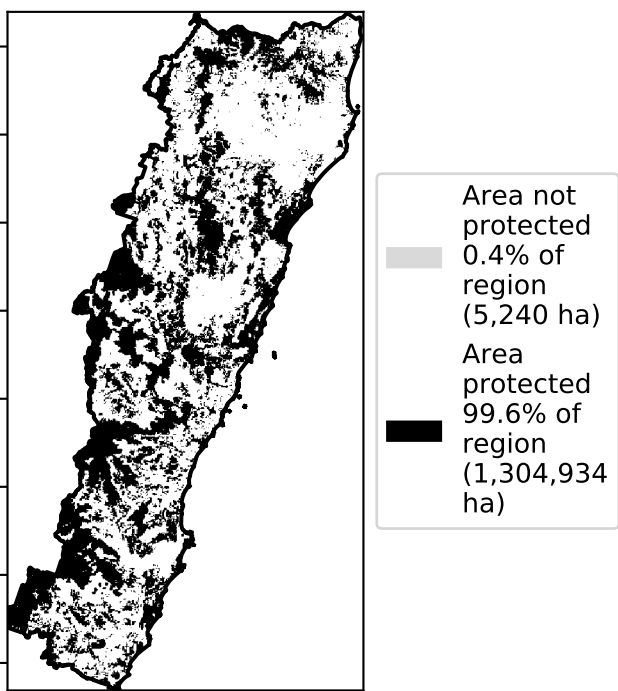 Area not
protected
0.4% of
region
(5,240 ha)
Area
protected
99.6% of
region
(1,304,934
ha)